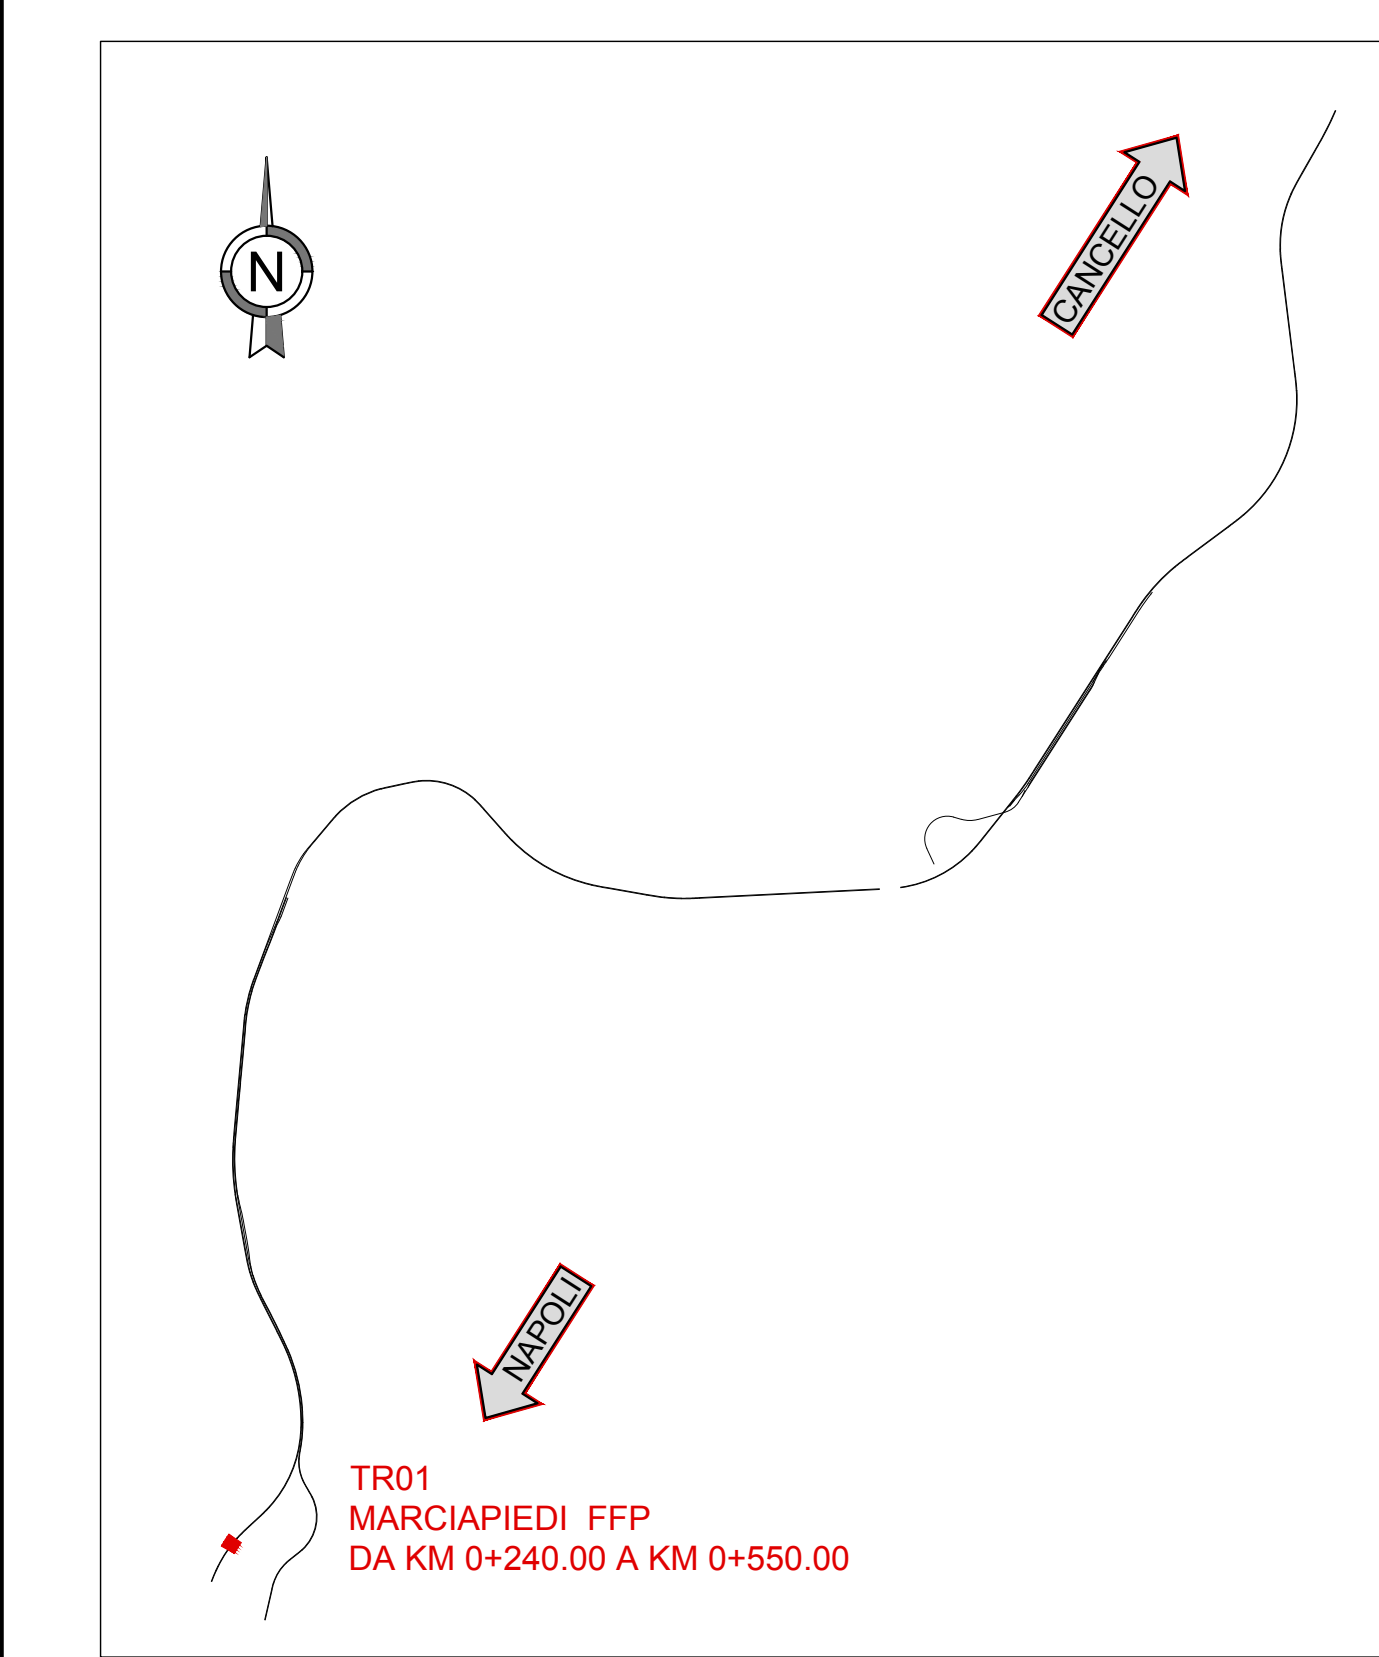 N
CANCELLO
NAPOLI
TR01
MARCIAPIEDI FFP
DA KM 0+240.00 A KM 0+550.00